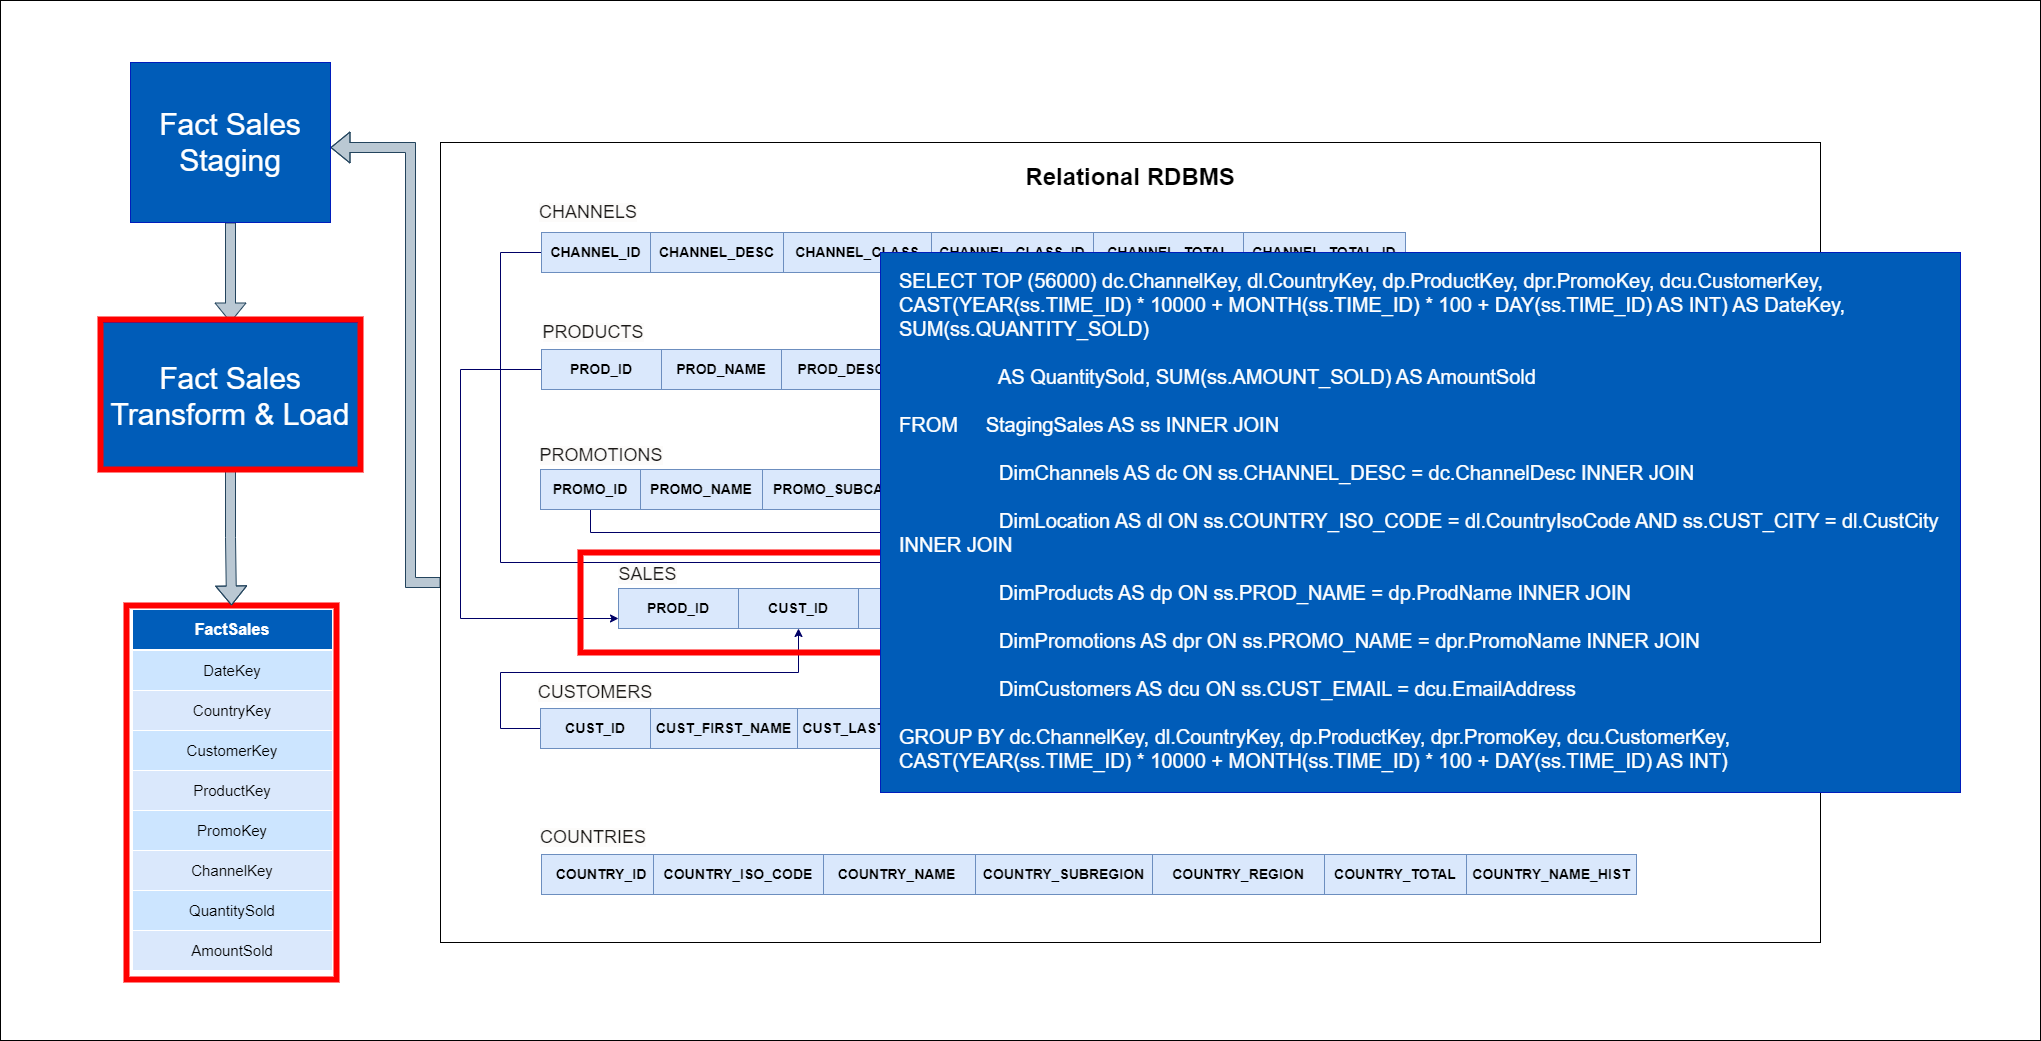 Fact Sales
Staging
Fact Sales
Transform & Load
FactSales
DateKey
CountryKey
CustomerKey
ProductKey
PromoKey
ChannelKey
QuantitySold
AmountSold
Relational RDBMS
CHANNELS
CHANNEL_ID CHANNEL_DESC CHANNEL_CLASS CHANNEL_CLASS_ID CHANNEL_TOTAL CHANNEL_TOTAL_ID
PRODUCTS
PROD_ID PROD_NAME PROD_DESC
PROMOTIONS
PROMO_ID PROMO_NAME PROMO_SUBCA
SALES
PROD_ID CUST_ID
CUSTOMERS
CUST_ID CUST_FIRST_NAME CUST_LAST
COUNTRIES
COUNTRY_ID COUNTRY_ISO_CODE COUNTRY_NAME COUNTRY_SUBREGION COUNTRY_REGION COUNTRY_TOTAL COUNTRY_NAME_HIST
SELECT TOP (56000) dc.ChannelKey, dl.CountryKey, dp.ProductKey, dpr.PromoKey, dcu.CustomerKey,
CAST(YEAR(ss.TIME_ID) * 10000 + MONTH(ss.TIME_ID) * 100 + DAY(ss.TIME_ID) AS INT) AS DateKey,
SUM(ss.QUANTITY_SOLD)
AS QuantitySold, SUM(ss.AMOUNT_SOLD) AS AmountSold
FROM StagingSales AS ss INNER JOIN
DimChannels AS dc ON ss.CHANNEL_DESC = dc.ChannelDesc INNER JOIN
DimLocation AS dl ON ss.COUNTRY_ISO_CODE = dl.CountryIsoCode AND ss.CUST_CITY = dl.CustCity
INNER JOIN
DimProducts AS dp ON ss.PROD_NAME = dp.ProdName INNER JOIN
DimPromotions AS dpr ON ss.PROMO_NAME = dpr.PromoName INNER JOIN
DimCustomers AS dcu ON ss.CUST_EMAIL = dcu.EmailAddress
GROUP BY dc.ChannelKey, dl.CountryKey, dp.ProductKey, dpr.PromoKey, dcu.CustomerKey,
CAST(YEAR(ss.TIME_ID) * 10000 + MONTH(ss.TIME_ID) * 100 + DAY(ss.TIME_ID) AS INT)